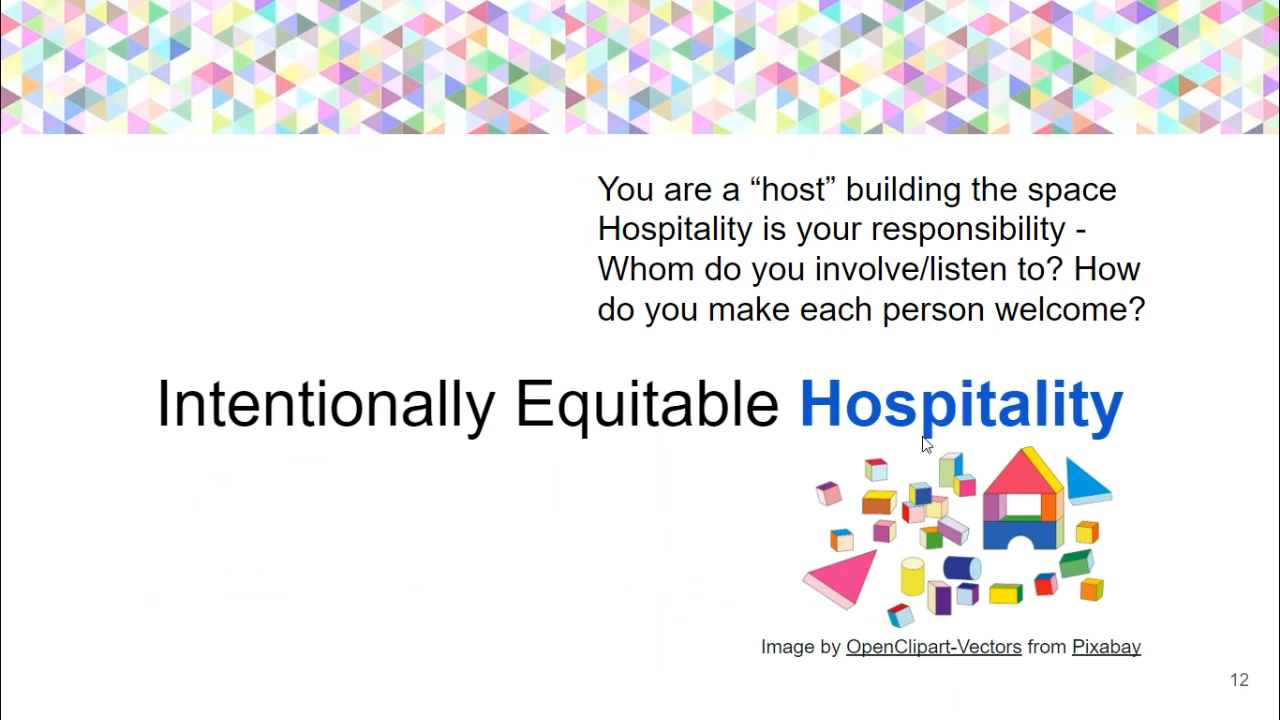 You are a “host” building the space
Hospitality is your responsibility -
Whom do you involve/listen to? How
do you make each person welcome?
Intentionally Equitable Hospitality
Image by OpenClipart-Vectors from Pixabay
12